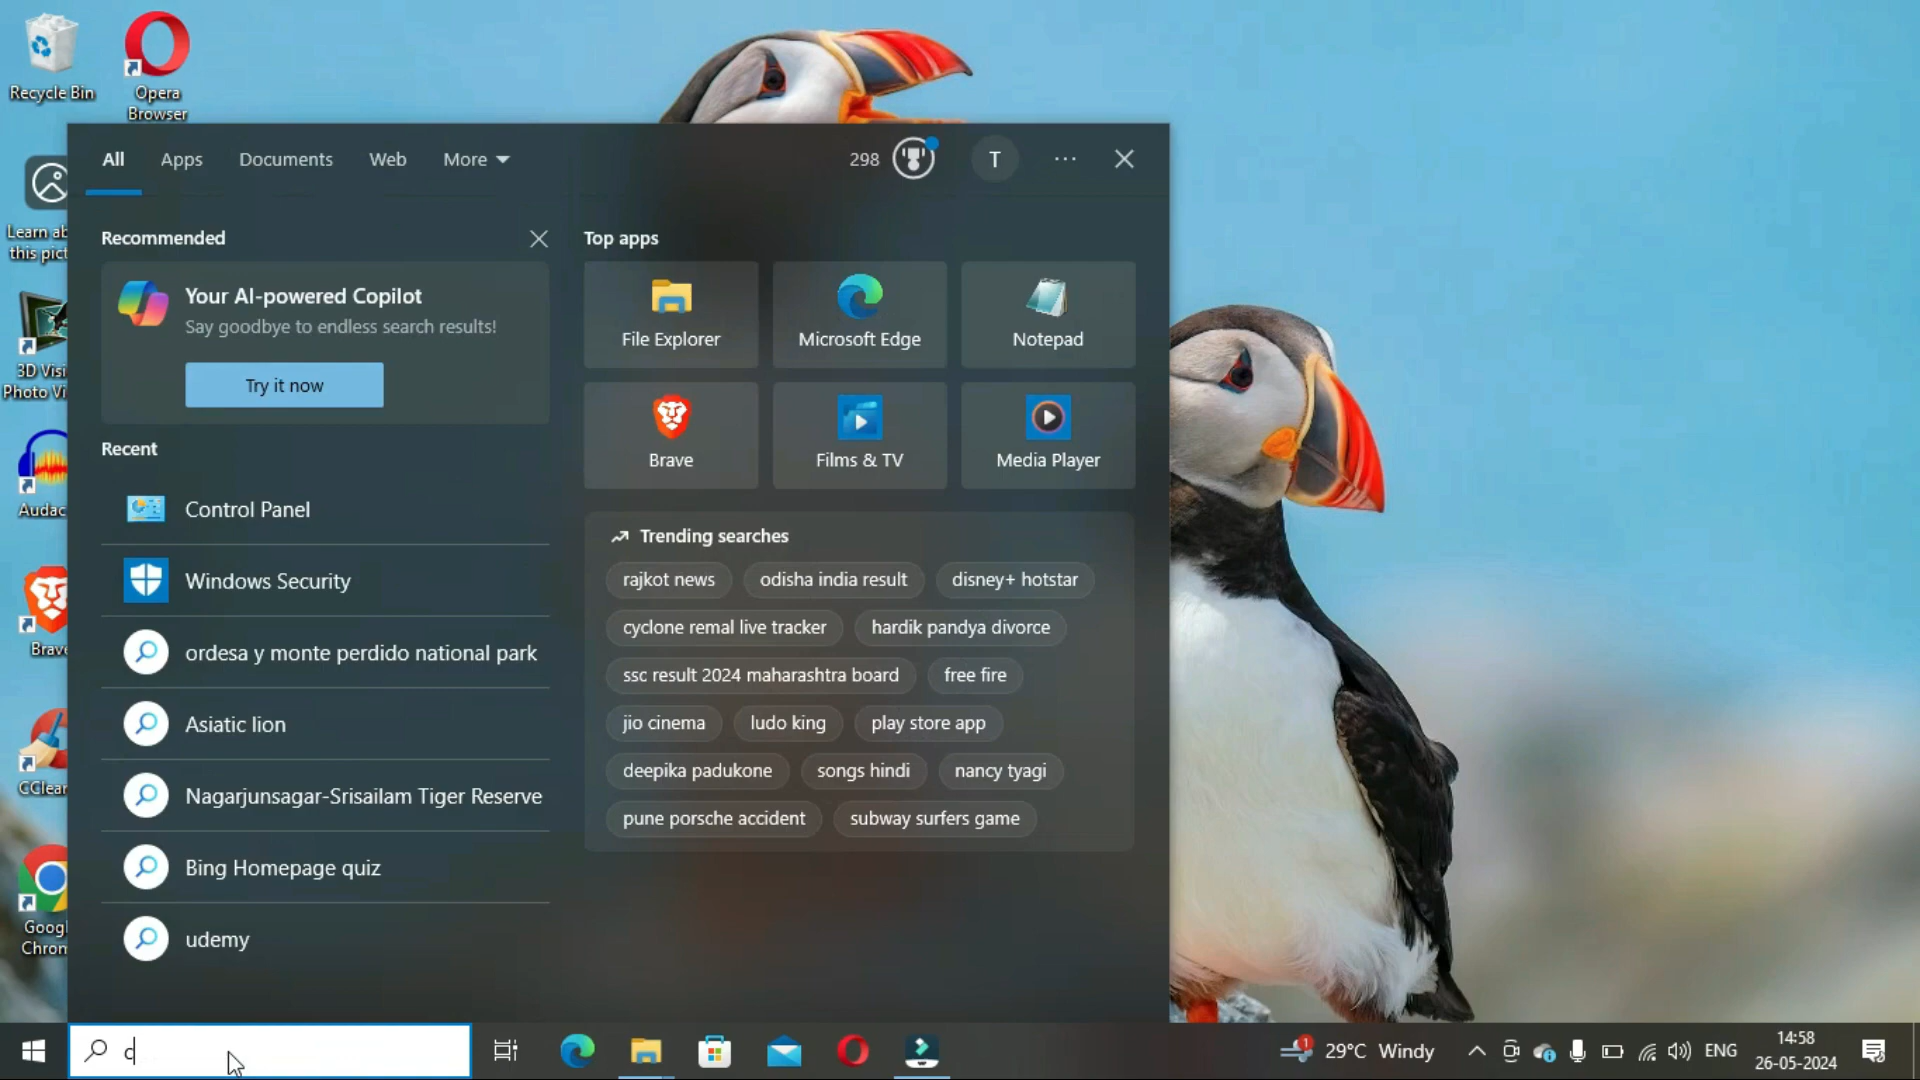 Recycle Bin
Opera
Browser
Learn ab
this pict
3D Visi
Photo Vi
Audac
Brave
CClear
Googl
Chrom
All
Apps
Documents
Web
More
298
T
Recommended
Your AI-powered Copilot
Say goodbye to endless search results!
Try it now
Recent
Control Panel
Windows Security
ordesa y monte perdido national park
Asiatic lion
Nagarjunsagar-Srisailam Tiger Reserve
Bing Homepage quiz
udemy
Top apps
File Explorer
Microsoft Edge
Notepad
Brave
Films & TV
Media Player
Trending searches
rajkot news
odisha india result
disney+ hotstar
cyclone remal live tracker
hardik pandya divorce
ssc result 2024 maharashtra board
free fire
jio cinema
ludo king
play store app
deepika padukone
songs hindi
nancy tyagi
pune porsche accident
subway surfers game
c
1
29°C Windy
ENG
14:58
26-05-2024